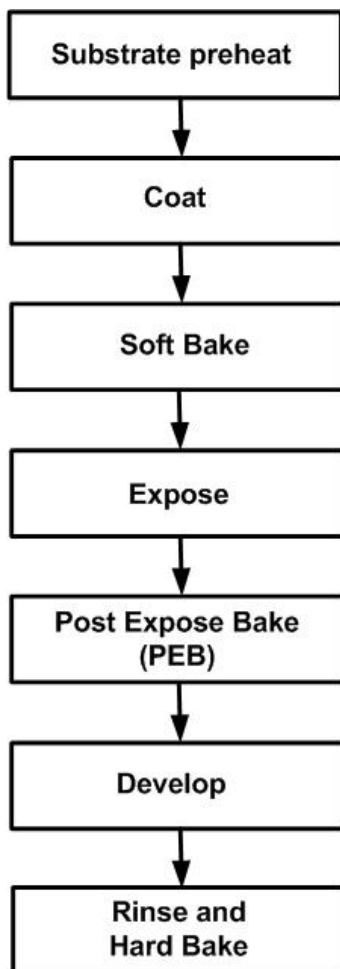 Substrate preheat
Coat
Soft Bake
Expose
Post Expose Bake
(PEB)
Develop
Rinse and
Hard Bake